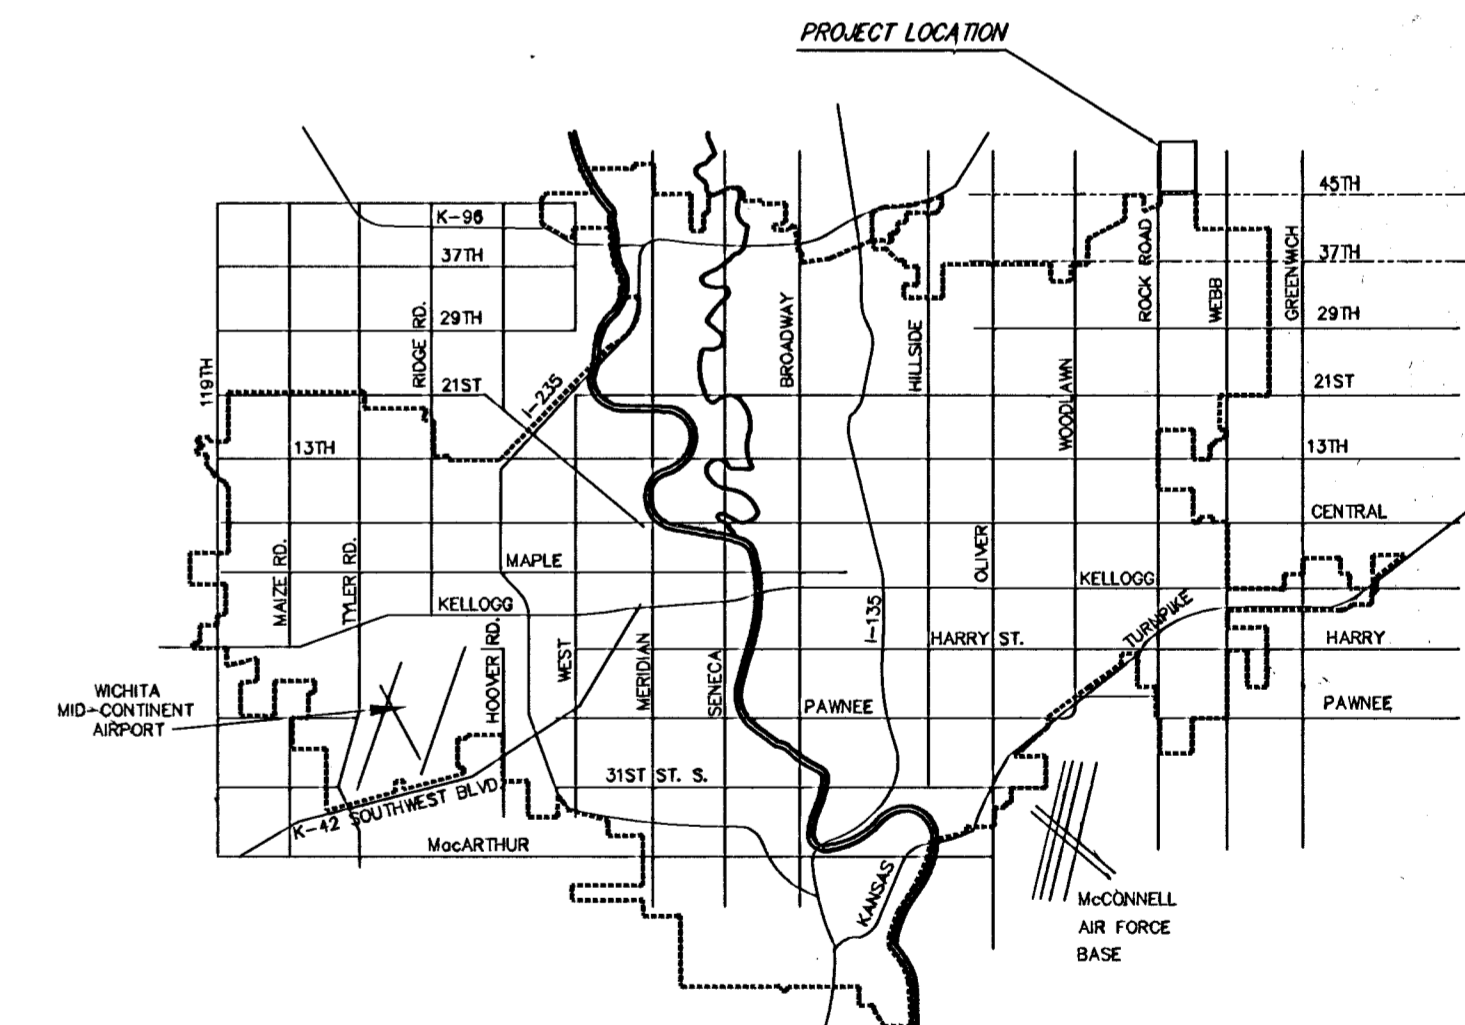 PROJECT LOCATION
45TH
K-96
37TH
ROCK ROAD
37TH
GREENWICH
WEBB
RIDGE RD.
29TH
BROADWAY
HILLSIDE
29TH
119TH
21ST
I-235
WOODLAWN
21ST
13TH
13TH
CENTRAL
MAIZE RD.
TYLER RD.
MAPLE
OLIVER
KELLOGG
KELLOGG
HOOVER RD.
WEST
MERIDIAN
SENECA
I-135
HARRY ST.
TURNPIKE
HARRY
WICHITA
MID-CONTINENT
AIRPORT
PAWNEE
PAWNEE
31ST ST. S.
K-42 SOUTHWEST BLVD
MacARTHUR
KANSAS
McCONNELL
AIR FORCE
BASE